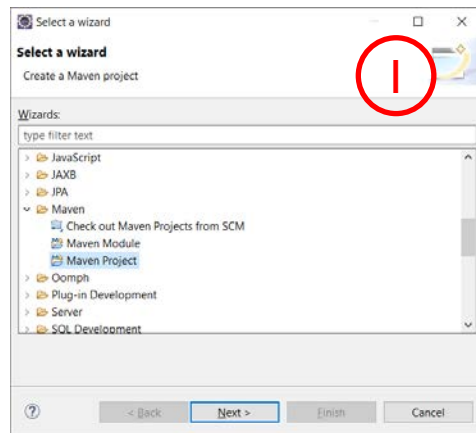 Select a wizard
Select a wizard
Create a Maven project
I
Wizards:
type filter text
JavaScript
JAXB
JPA
Maven
Check out Maven Projects from SCM
Maven Module
Maven Project
Oomph
Plug-in Development
Server
SQL Development
? < Back Next > Finish Cancel